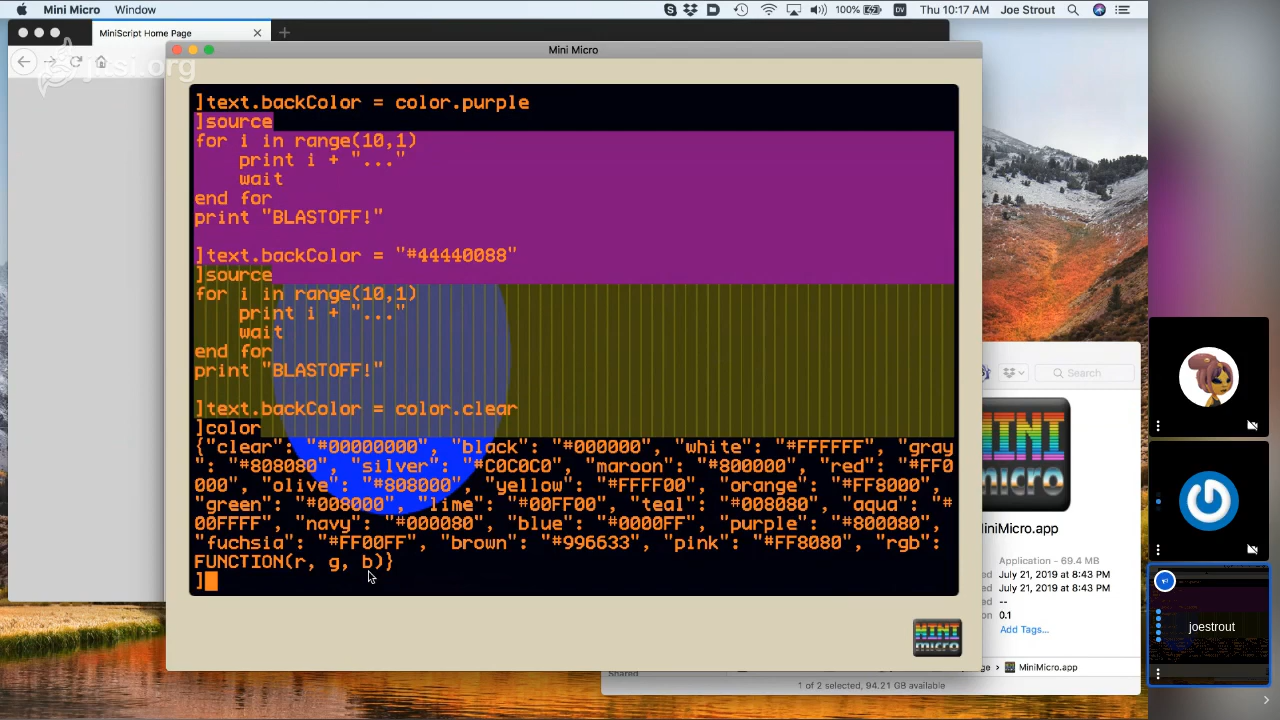 Mini Micro Window
100% DV Thu 10:17 AM Joe Strout
MiniScript Home Page
jitsi.org
Mini Micro
]text.backColor = color.purple
]source
for i in range(10,1)
    print i + "..."
    wait
end for
print "BLASTOFF!"
]text.backColor = "#44440088"
]source
for i in range(10,1)
    print i + "..."
    wait
end for
print "BLASTOFF!"
]text.backColor = color.clear
]color
{"clear": "#00000000", "black": "#000000", "white": "#FFFFFF", "gray
": "#808080", "silver": "#C0C0C0", "maroon": "#800000", "red": "#FF0
000", "olive": "#808000", "yellow": "#FFFF00", "orange": "#FF8000",
"green": "#008000", "lime": "#00FF00", "teal": "#008080", "aqua": "#
00FFFF", "navy": "#000080", "blue": "#0000FF", "purple": "#800080",
"fuchsia": "#FF00FF", "brown": "#996633", "pink": "#FF8080", "rgb":
FUNCTION(r, g, b)}
]
MINI
micro
Search
MINI
micro
MiniMicro.app
Application - 69.4 MB
July 21, 2019 at 8:43 PM
July 21, 2019 at 8:43 PM
--
0.1
Add Tags...
MiniMicro.app
1 of 2 selected, 94.21 GB available
joestrout